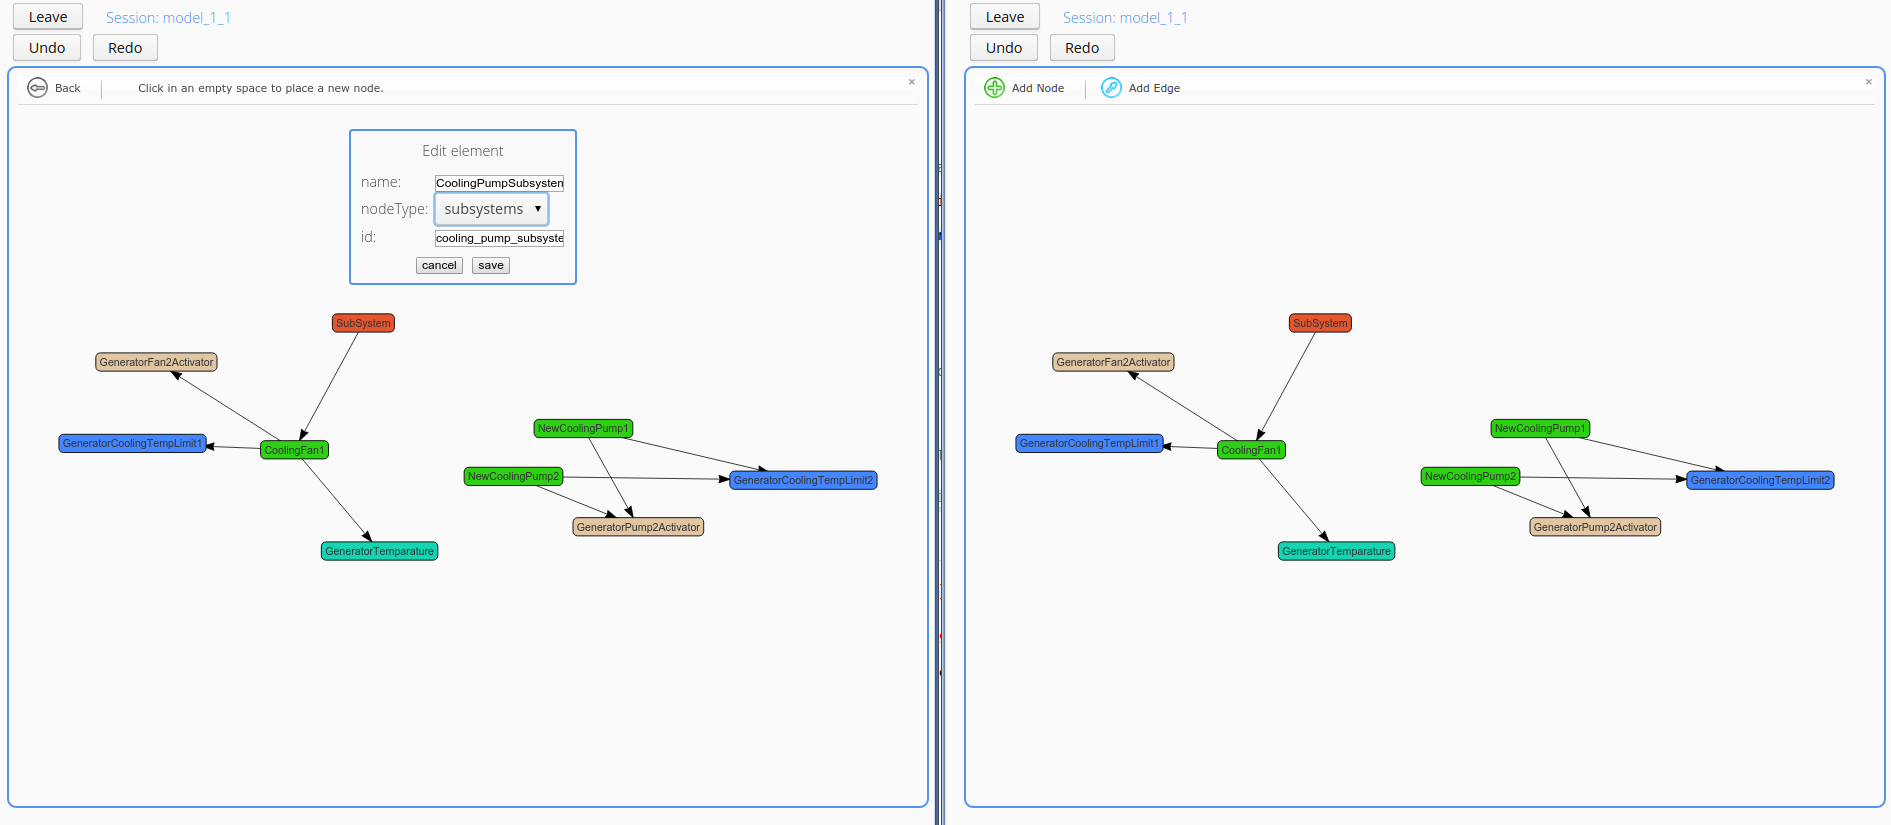 Leave
Session: model_1_1
Undo
Redo
Back
Click in an empty space to place a new node.
×
Edit element
name:
CoolingPumpSubsystem
nodeType:
subsystems
id:
cooling_pump_subsyste
cancel
save
SubSystem
GeneratorFan2Activator
GeneratorCoolingTempLimit1
CoolingFan1
NewCoolingPump1
NewCoolingPump2
GeneratorCoolingTempLimit2
GeneratorPump2Activator
GeneratorTemparature
Leave
Session: model_1_1
Undo
Redo
Add Node
Add Edge
×
SubSystem
GeneratorFan2Activator
GeneratorCoolingTempLimit1
CoolingFan1
NewCoolingPump1
NewCoolingPump2
GeneratorCoolingTempLimit2
GeneratorPump2Activator
GeneratorTemparature